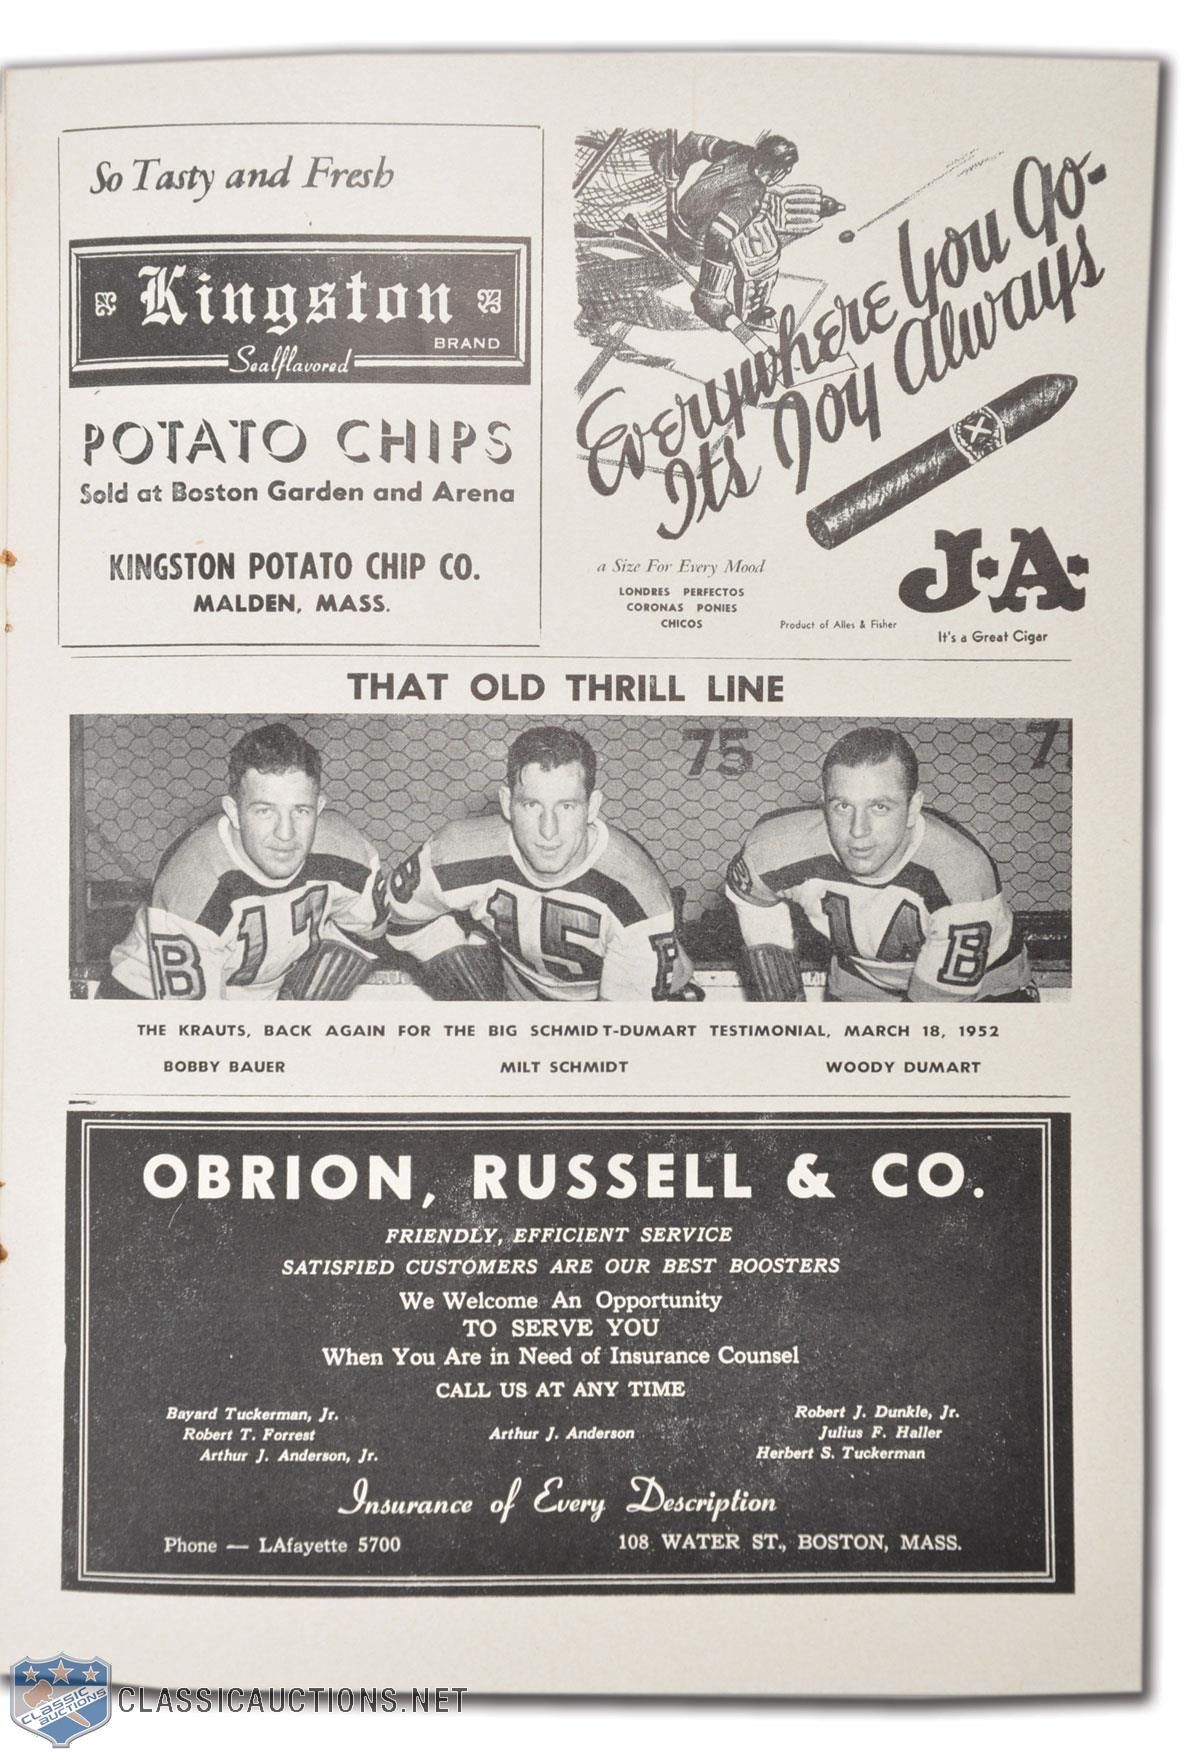 So Tasty and Fresh
Kingston
BRAND
Sealflavored
POTATO CHIPS
Sold at Boston Garden and Arena
KINGSTON POTATO CHIP CO.
MALDEN, MASS.
Everywhere You Go-
Its Joy Always
X
J·A·
a Size For Every Mood
LONDRES PERFECTOS
CORONAS PONIES
CHICOS
Product of Alles & Fisher
It's a Great Cigar
THAT OLD THRILL LINE
75 7
B 17 8 15 B 14 B
THE KRAUTS, BACK AGAIN FOR THE BIG SCHMIDT-DUMART TESTIMONIAL, MARCH 18, 1952
BOBBY BAUER MILT SCHMIDT WOODY DUMART
OBRION, RUSSELL & CO.
FRIENDLY, EFFICIENT SERVICE
SATISFIED CUSTOMERS ARE OUR BEST BOOSTERS
We Welcome An Opportunity
TO SERVE YOU
When You Are in Need of Insurance Counsel
CALL US AT ANY TIME
Bayard Tuckerman, Jr. Robert J. Dunkle, Jr.
Robert T. Forrest Arthur J. Anderson Julius F. Haller
Arthur J. Anderson, Jr. Herbert S. Tuckerman
Insurance of Every Description
Phone — LAfayette 5700 108 WATER ST., BOSTON, MASS.
CLASSIC AUCTIONS
CLASSICAUCTIONS.NET